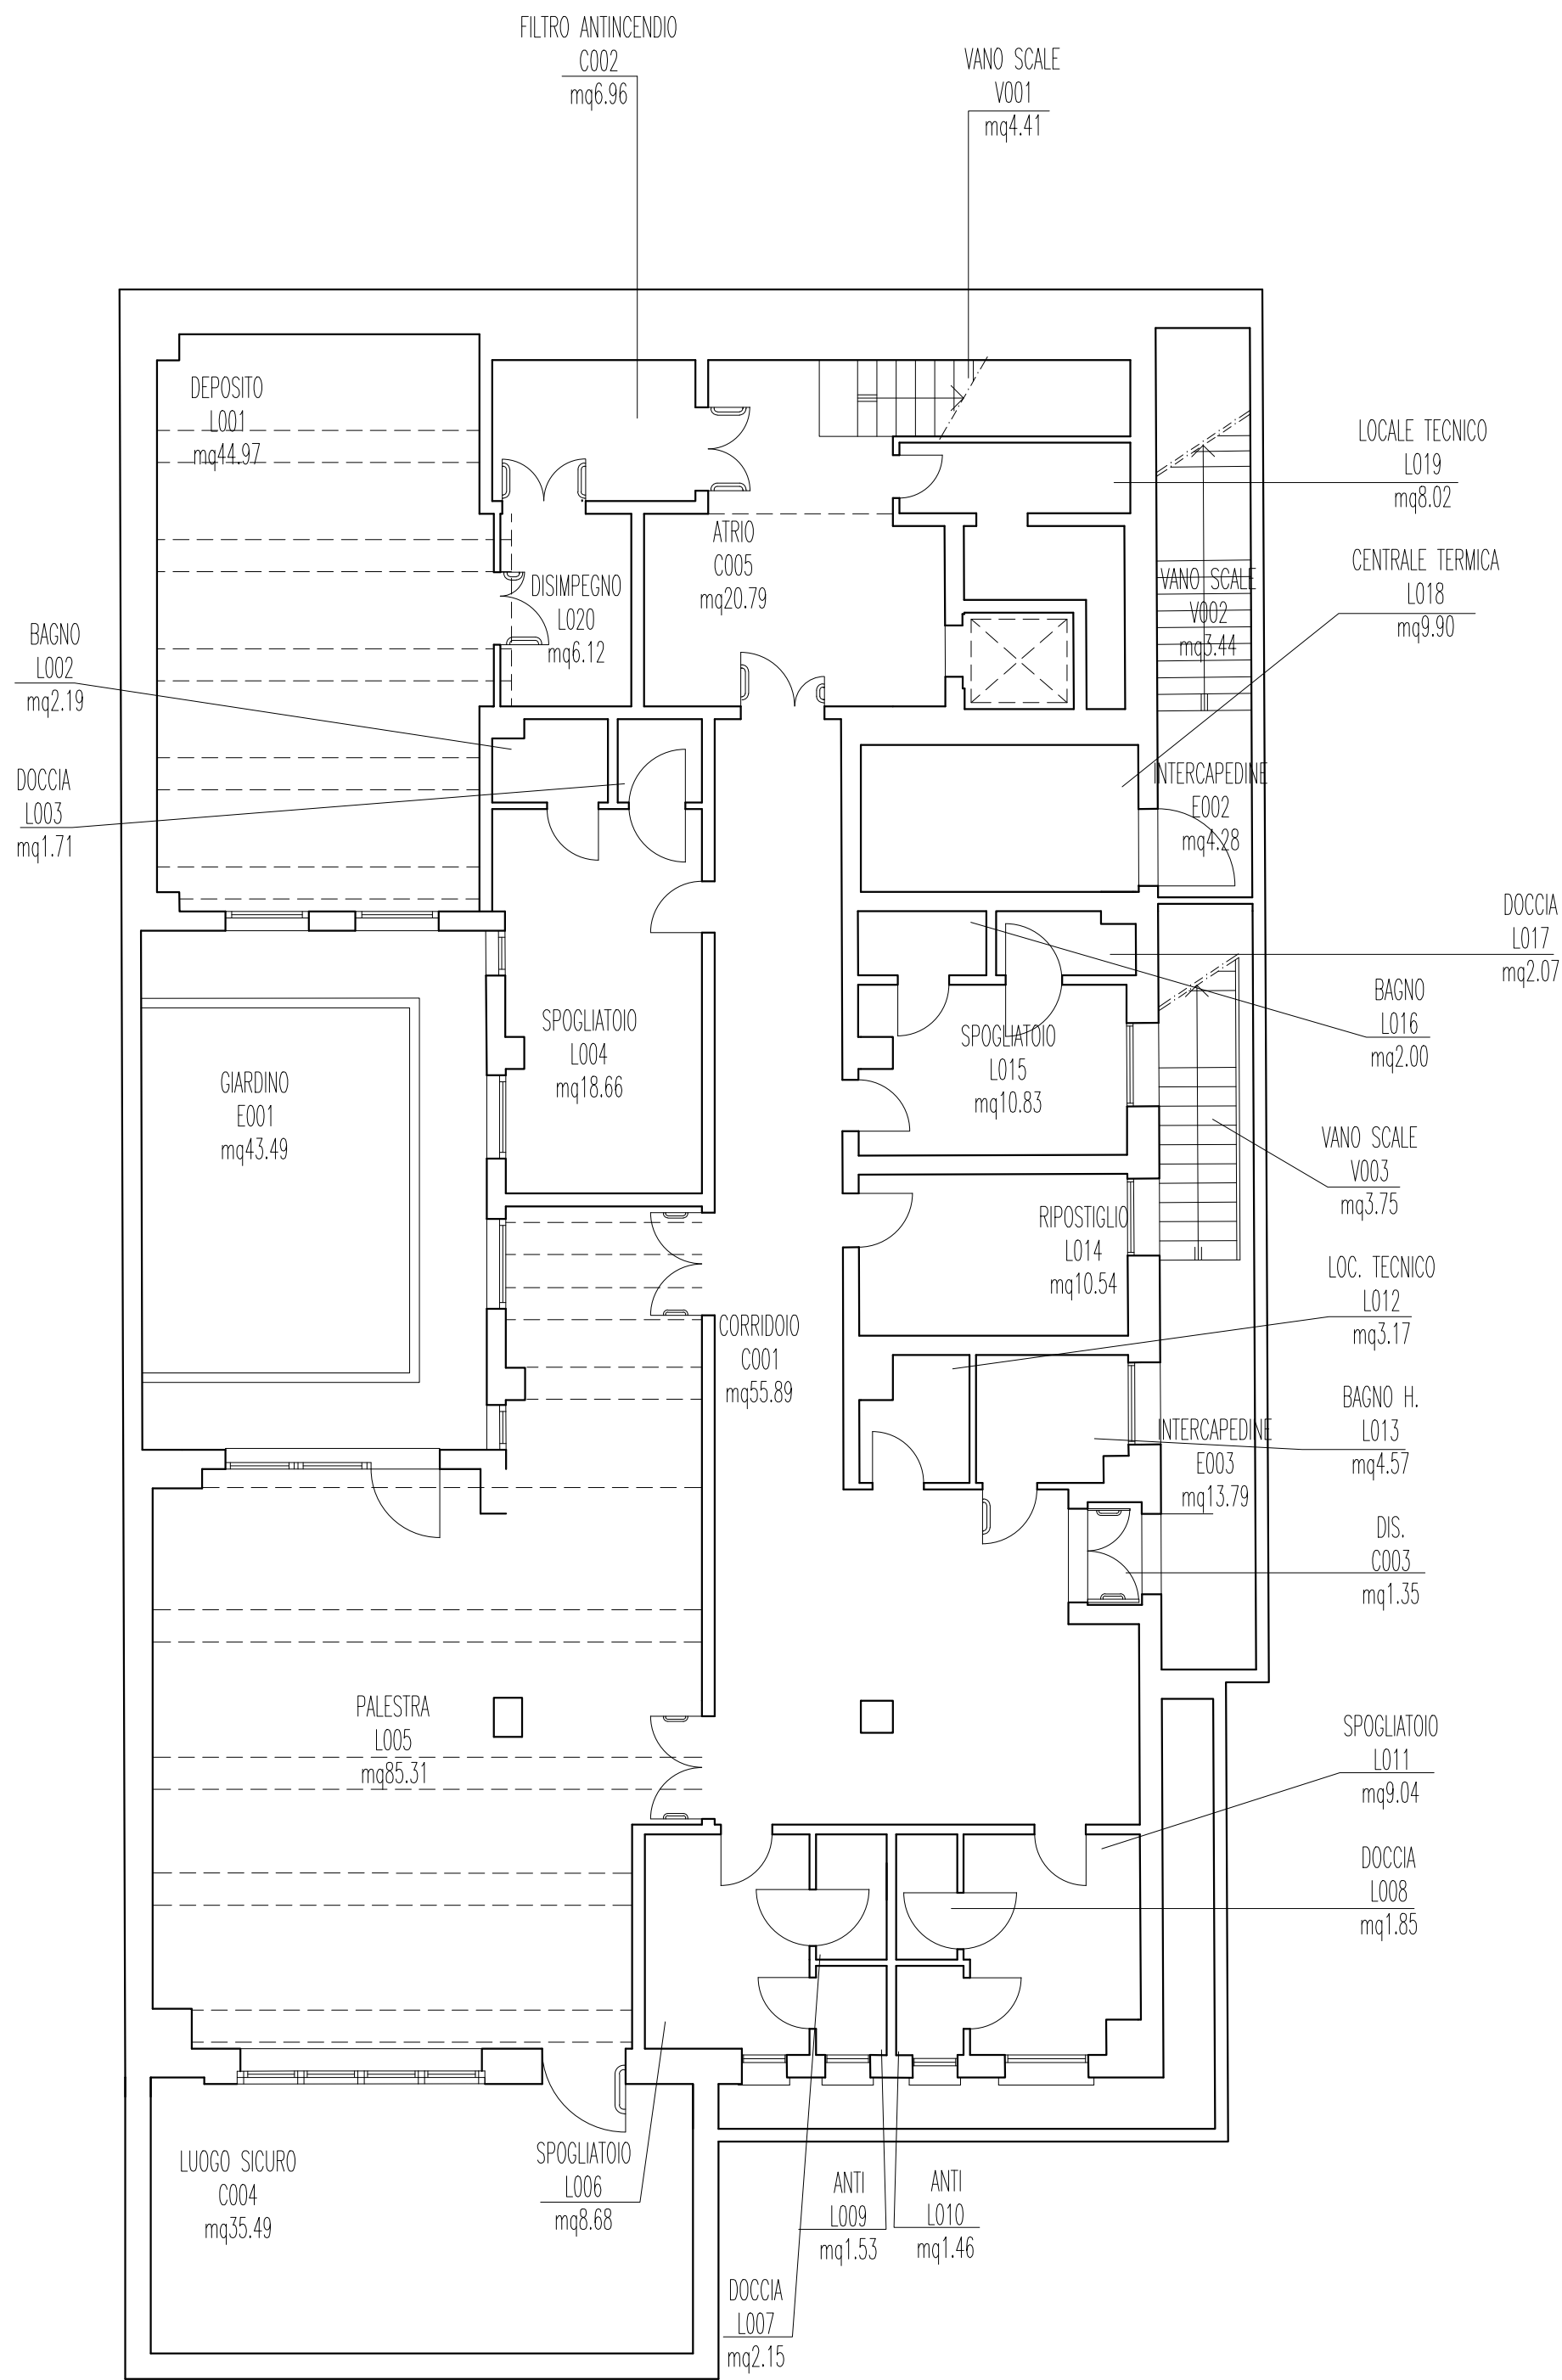 FILTRO ANTINCENDIO
C002
mq6.96
VANO SCALE
V001
mq4.41
DEPOSITO
L001
mq44.97
LOCALE TECNICO
L019
mq8.02
ATRIO
C005
mq20.79
CENTRALE TERMICA
L018
mq9.90
DISIMPEGNO
L020
mq6.12
VANO SCALE
V002
mq3.44
BAGNO
L002
mq2.19
DOCCIA
L003
mq1.71
INTERCAPEDINE
E002
mq4.28
DOCCIA
L017
mq2.07
BAGNO
L016
mq2.00
SPOGLIATOIO
L004
mq18.66
SPOGLIATOIO
L015
mq10.83
GIARDINO
E001
mq43.49
VANO SCALE
V003
mq3.75
RIPOSTIGLIO
L014
mq10.54
LOC. TECNICO
L012
mq3.17
CORRIDOIO
C001
mq55.89
BAGNO H.
L013
mq4.57
INTERCAPEDINE
E003
mq13.79
DIS.
C003
mq1.35
PALESTRA
L005
mq85.31
SPOGLIATOIO
L011
mq9.04
DOCCIA
L008
mq1.85
LUOGO SICURO
C004
mq35.49
SPOGLIATOIO
L006
mq8.68
ANTI
L009
mq1.53
ANTI
L010
mq1.46
DOCCIA
L007
mq2.15